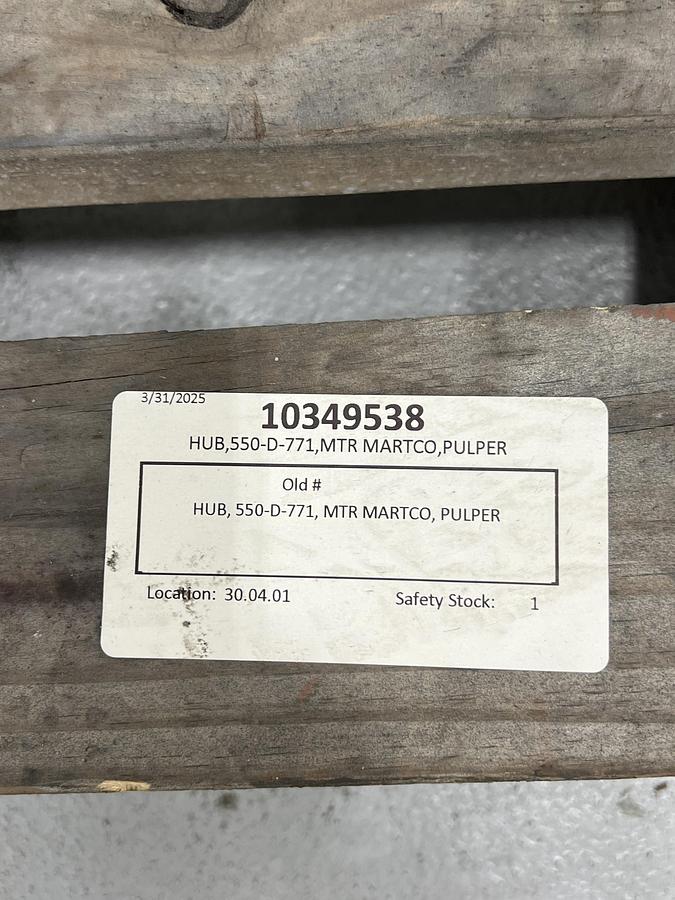 3/31/2025
10349538
HUB,550-D-771,MTR MARTCO,PULPER
Old #
HUB, 550-D-771, MTR MARTCO, PULPER
Location: 30.04.01 Safety Stock: 1